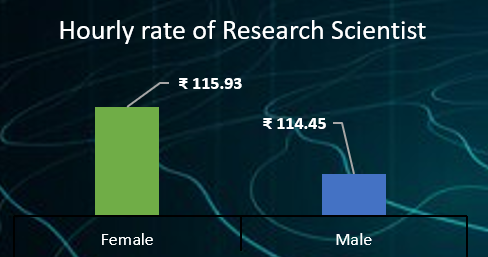 Hourly rate of Research Scientist
₹ 115.93
₹ 114.45
Female
Male